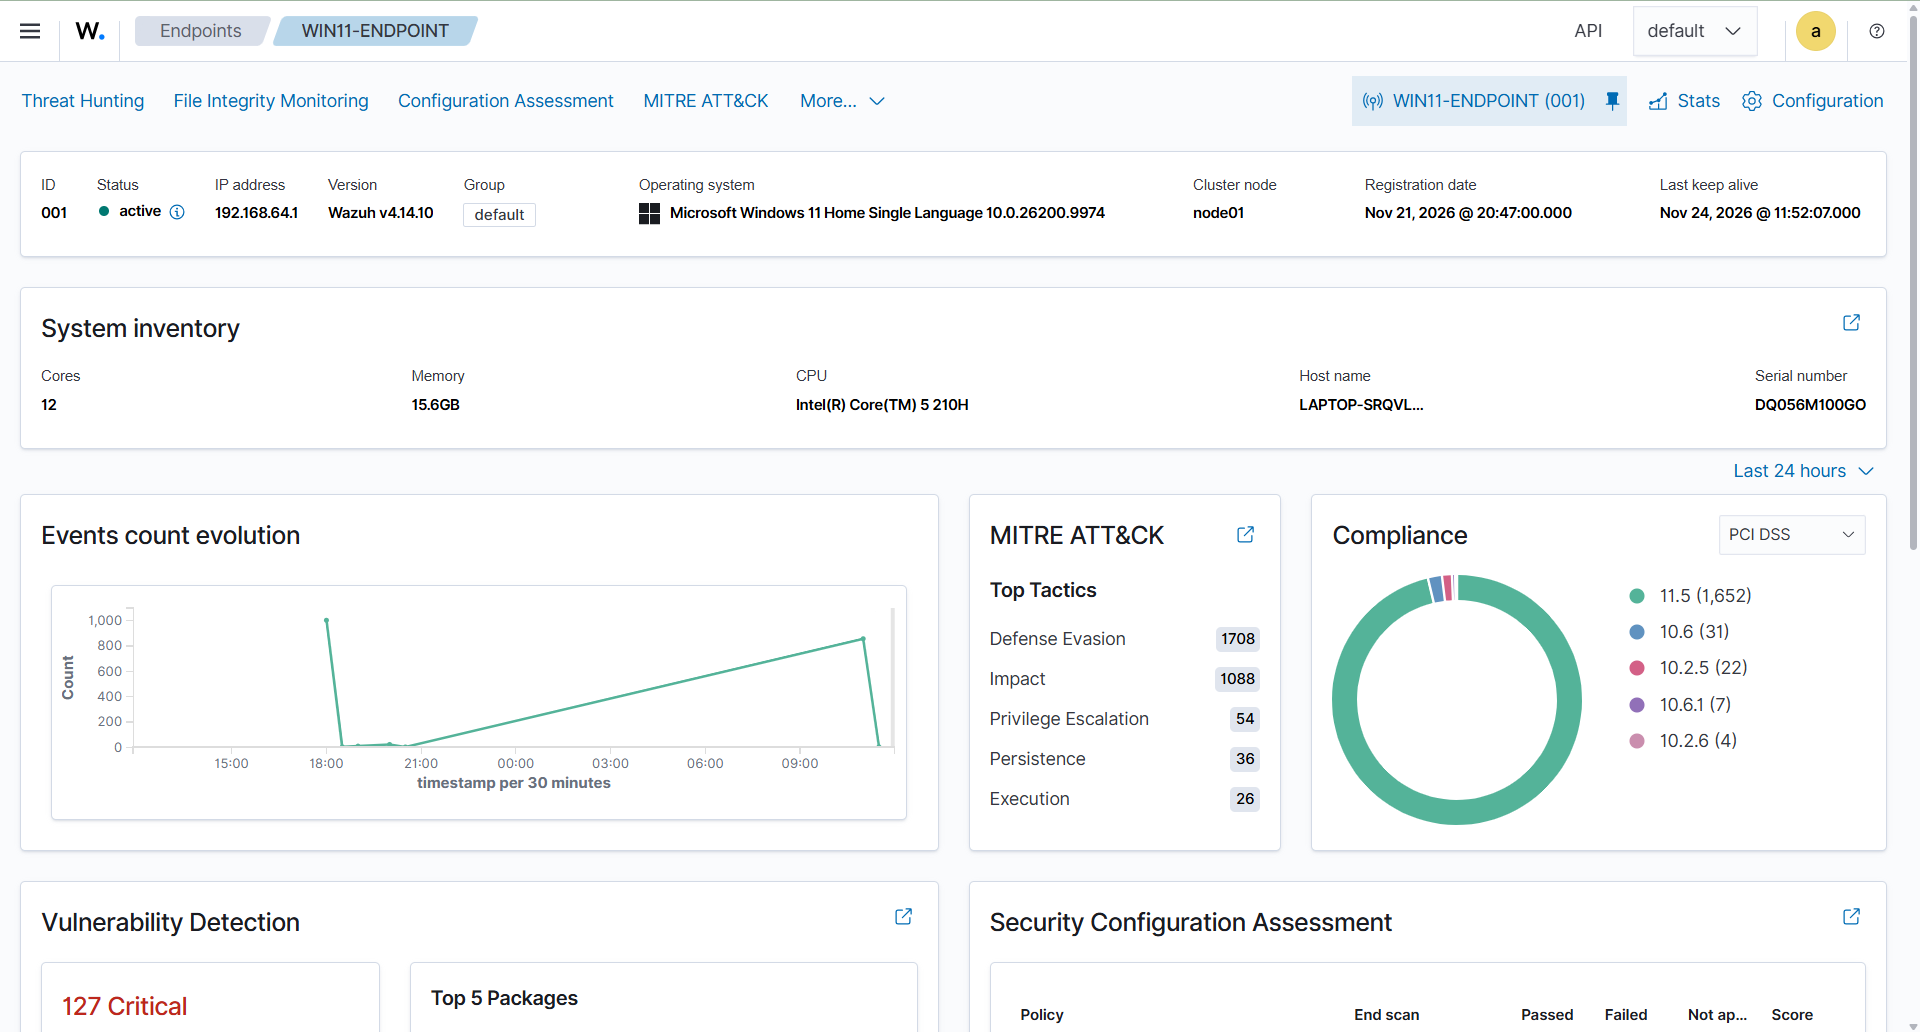 W.
Endpoints
WIN11-ENDPOINT
API
default
a
Threat Hunting
File Integrity Monitoring
Configuration Assessment
MITRE ATT&CK
More...
WIN11-ENDPOINT (001)
Stats
Configuration
ID
Status
IP address
Version
Group
Operating system
Cluster node
Registration date
Last keep alive
001
active
192.168.64.1
Wazuh v4.14.10
default
Microsoft Windows 11 Home Single Language 10.0.26200.9974
node01
Nov 21, 2026 @ 20:47:00.000
Nov 24, 2026 @ 11:52:07.000
System inventory
Cores
Memory
CPU
Host name
Serial number
12
15.6GB
Intel(R) Core(TM) 5 210H
LAPTOP-SRQVL...
DQ056M100GO
Last 24 hours
Events count evolution
Count
1,000
800
600
400
200
0
15:00
18:00
21:00
00:00
03:00
06:00
09:00
timestamp per 30 minutes
MITRE ATT&CK
Top Tactics
Defense Evasion 1708
Impact 1088
Privilege Escalation 54
Persistence 36
Execution 26
Compliance
PCI DSS
11.5 (1,652)
10.6 (31)
10.2.5 (22)
10.6.1 (7)
10.2.6 (4)
Vulnerability Detection
127 Critical
Top 5 Packages
Security Configuration Assessment
Policy
End scan
Passed
Failed
Not ap...
Score